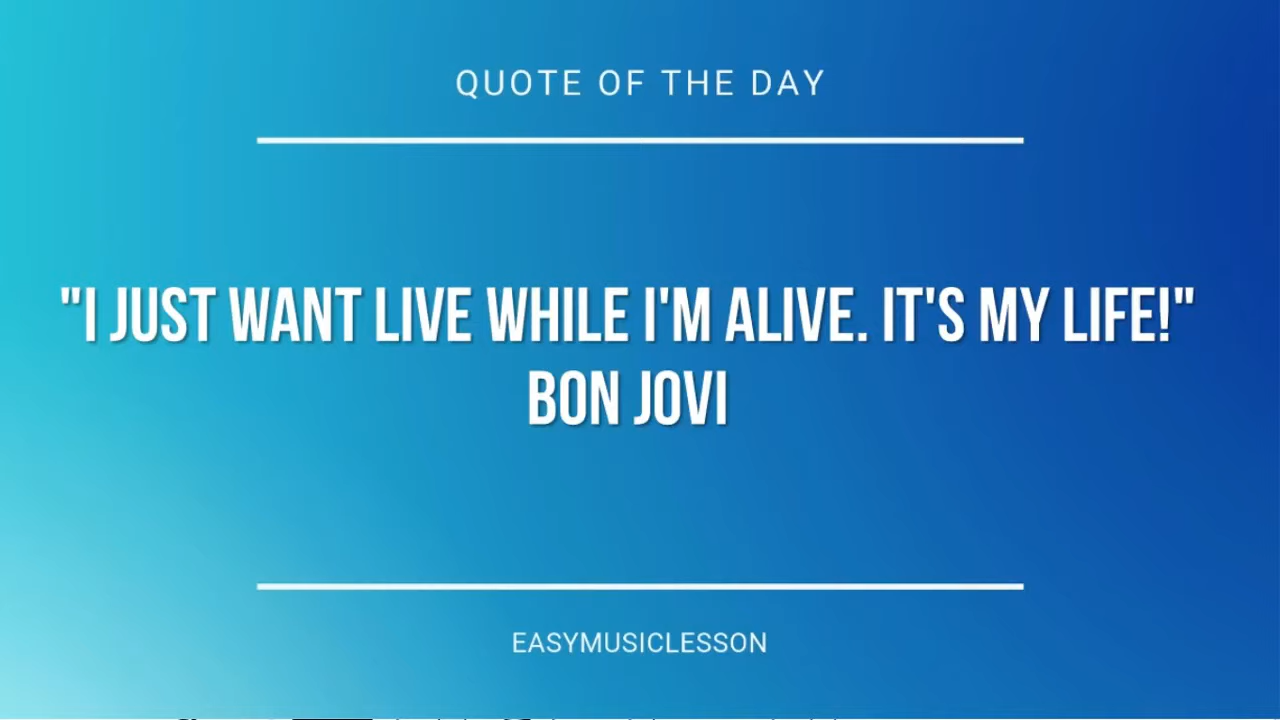 QUOTE OF THE DAY
"I JUST WANT LIVE WHILE I'M ALIVE. IT'S MY LIFE!"
BON JOVI
EASYMUSICLESSON